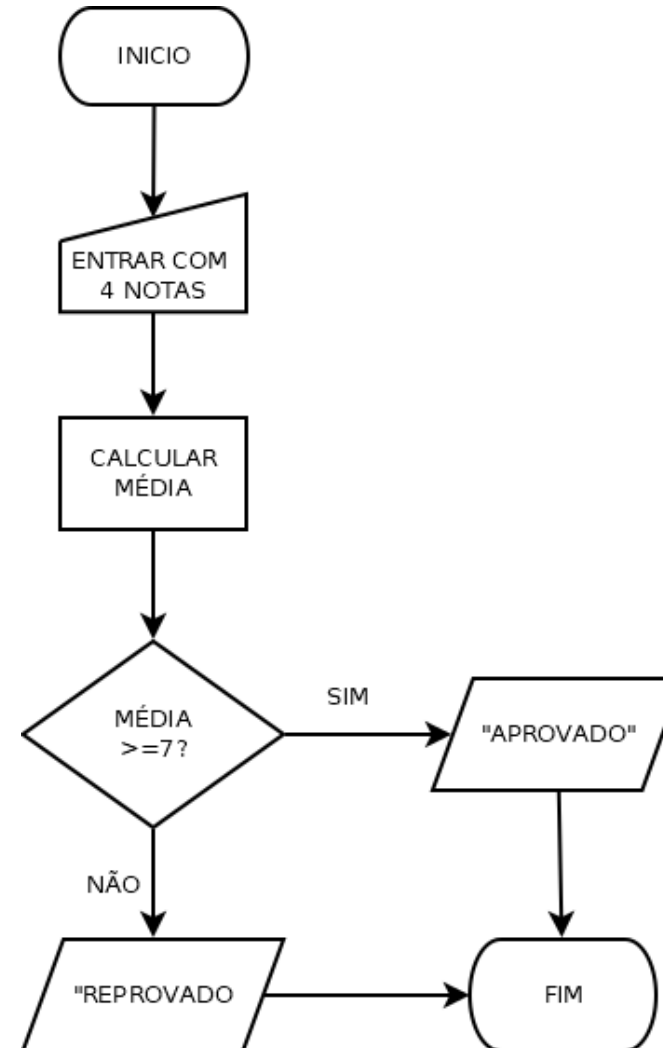 INICIO
ENTRAR COM
4 NOTAS
CALCULAR
MÉDIA
MÉDIA
>=7?
SIM
"APROVADO"
NÃO
"REPROVADO
FIM